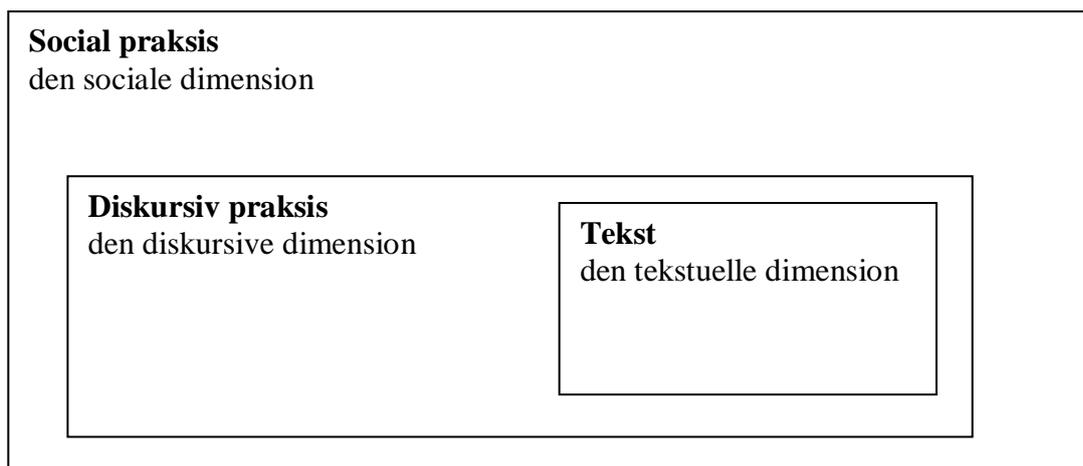 Social praksis
den sociale dimension
Diskursiv praksis
den diskursive dimension
Tekst
den tekstuelle dimension